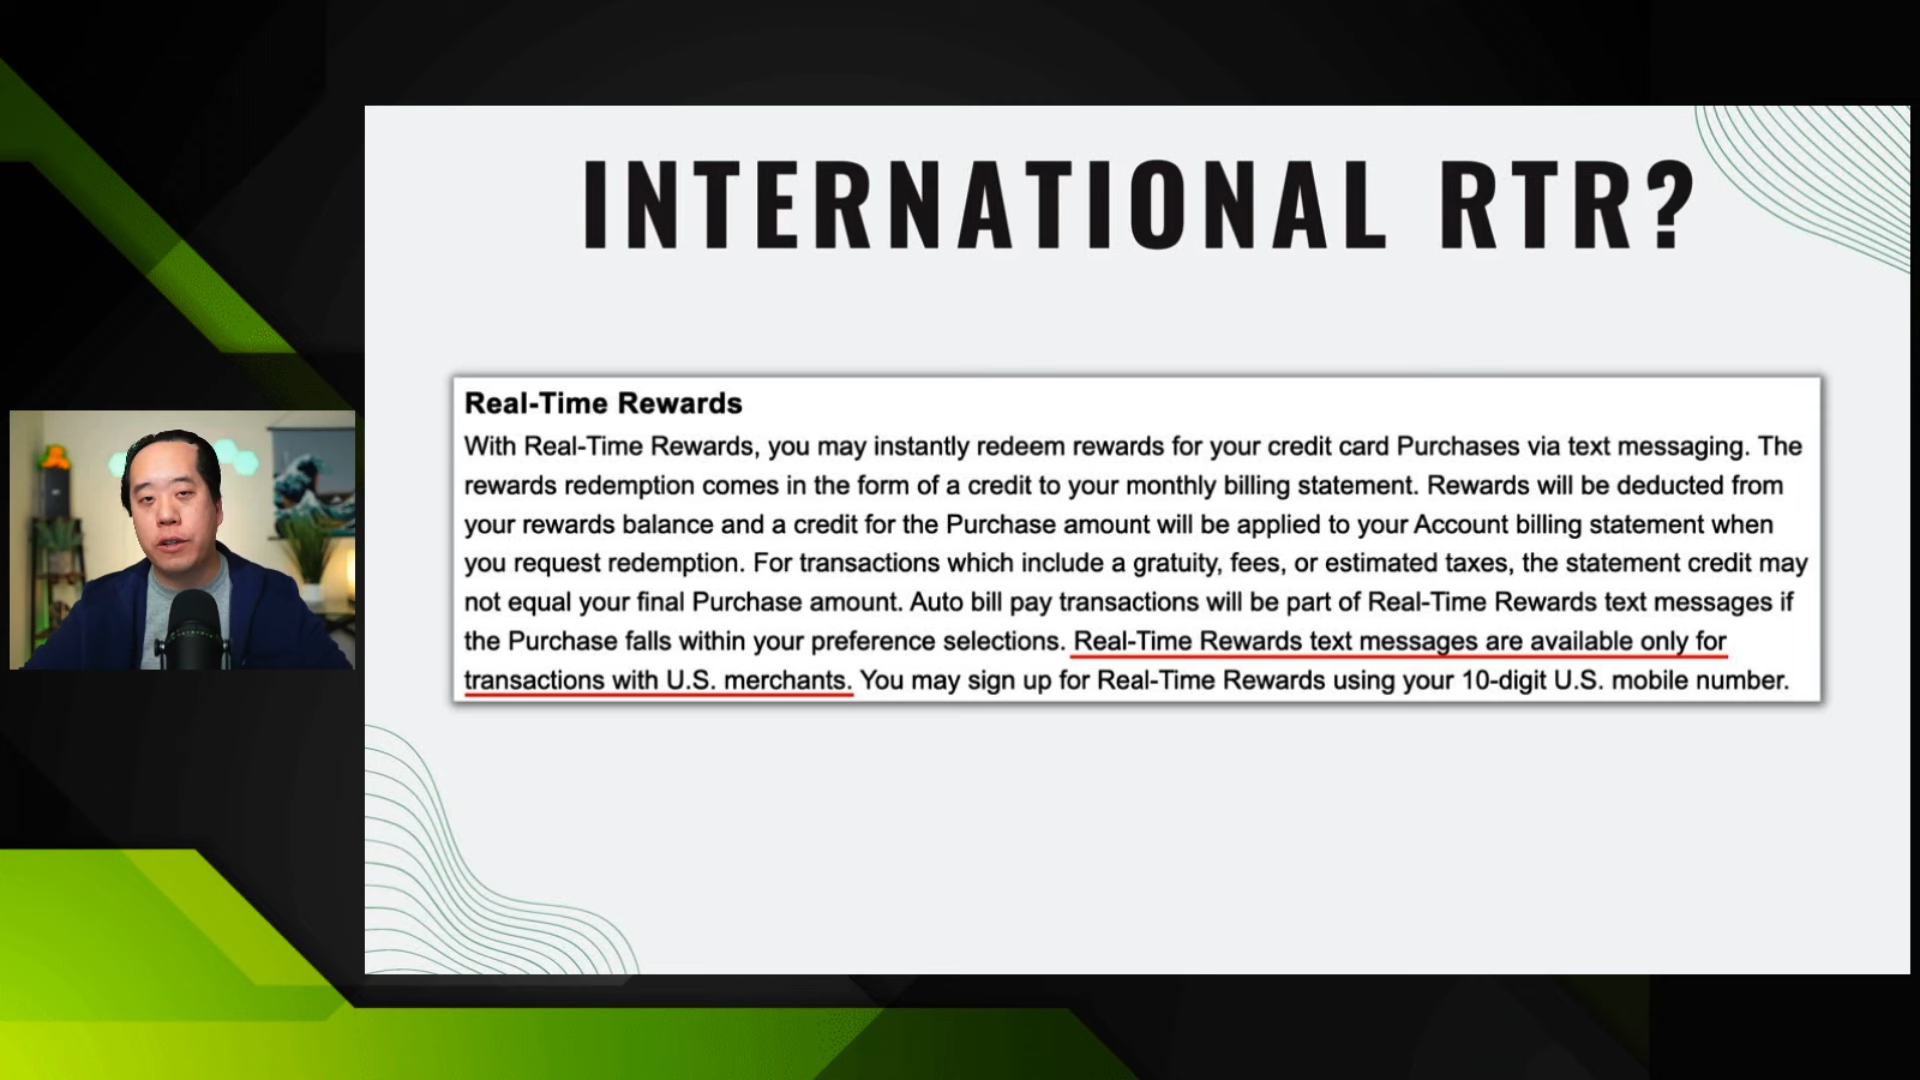 INTERNATIONAL RTR?
Real-Time Rewards
With Real-Time Rewards, you may instantly redeem rewards for your credit card Purchases via text messaging. The
rewards redemption comes in the form of a credit to your monthly billing statement. Rewards will be deducted from
your rewards balance and a credit for the Purchase amount will be applied to your Account billing statement when
you request redemption. For transactions which include a gratuity, fees, or estimated taxes, the statement credit may
not equal your final Purchase amount. Auto bill pay transactions will be part of Real-Time Rewards text messages if
the Purchase falls within your preference selections. Real-Time Rewards text messages are available only for
transactions with U.S. merchants. You may sign up for Real-Time Rewards using your 10-digit U.S. mobile number.